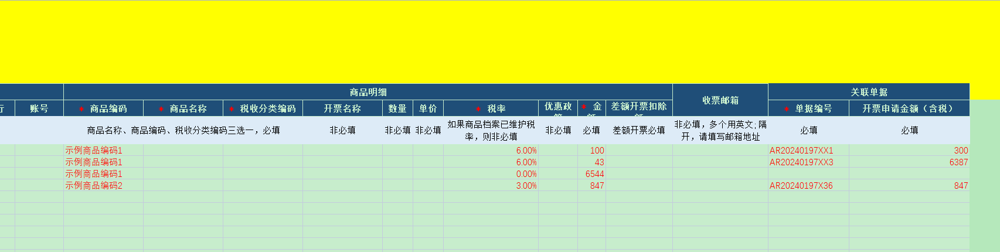 商品明细
关联单据
行
账号
✦ 商品编码
✦ 商品名称
✦ 税收分类编码
开票名称
数量
单价
✦ 税率
优惠政
✦ 金
差额开票扣除
收票邮箱
✦ 单据编号
开票申请金额（含税）
商品名称、商品编码、税收分类编码三选一，必填
非必填
非必填
非必填
如果商品档案已维护税
率，则非必填
非必填
必填
差额开票必填
非必填，多个用英文;隔
开，请填写邮箱地址
必填
必填
示例商品编码1
6.00%
100
AR20240197XX1
300
示例商品编码1
6.00%
43
AR20240197XX3
6387
示例商品编码1
0.00%
6544
示例商品编码2
3.00%
847
AR20240197X36
847